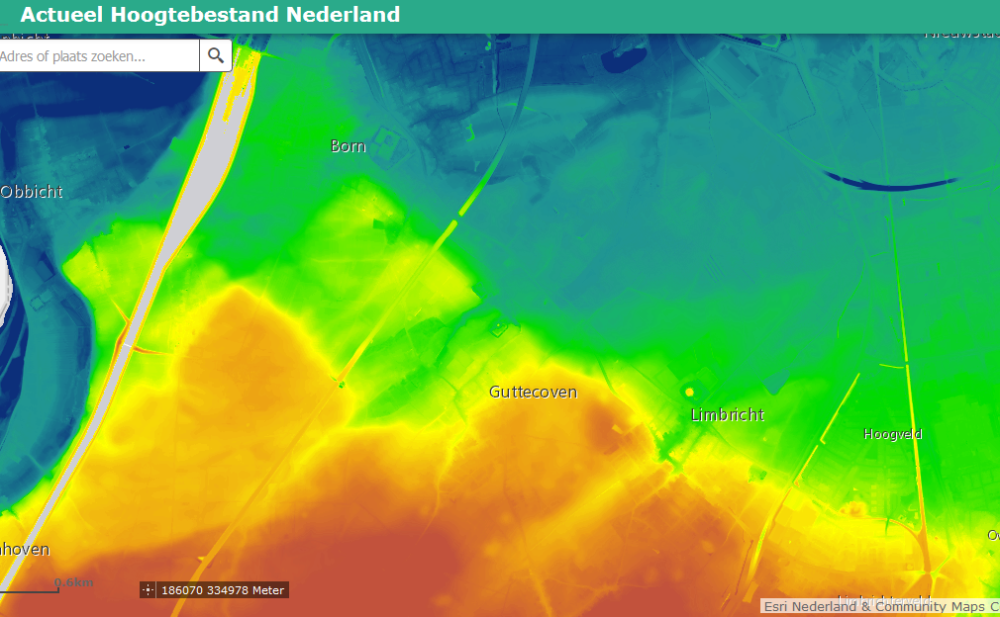 Actueel Hoogtebestand Nederland
Adres of plaats zoeken...
Born
Obbicht
Guttecoven
Limbricht
Hoogveld
hoven
0.6km
186070 334978 Meter
Esri Nederland & Community Maps C